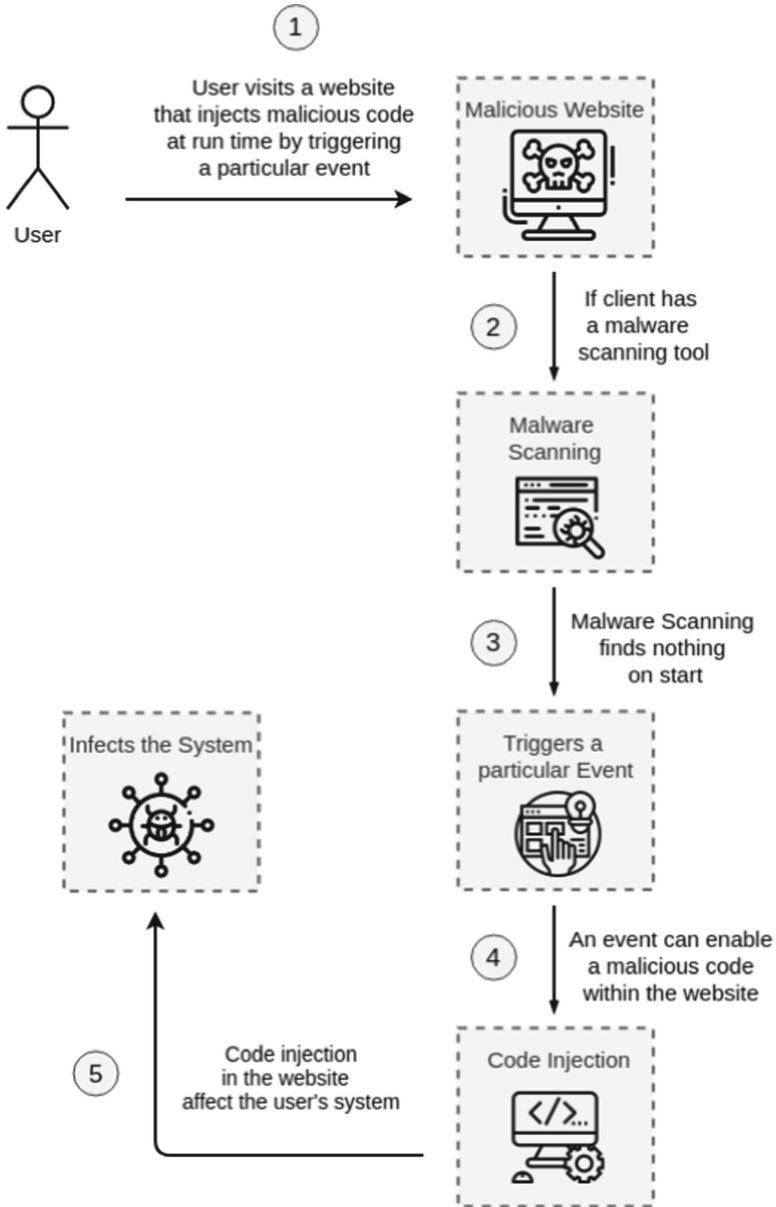 1
User visits a website
that injects malicious code
at run time by triggering
a particular event
User
Malicious Website
2
If client has
a malware
scanning tool
Malware
Scanning
3
Malware Scanning
finds nothing
on start
Triggers a
particular Event
Infects the System
4
An event can enable
a malicious code
within the website
5
Code injection
in the website
affect the user's system
Code Injection
</>...